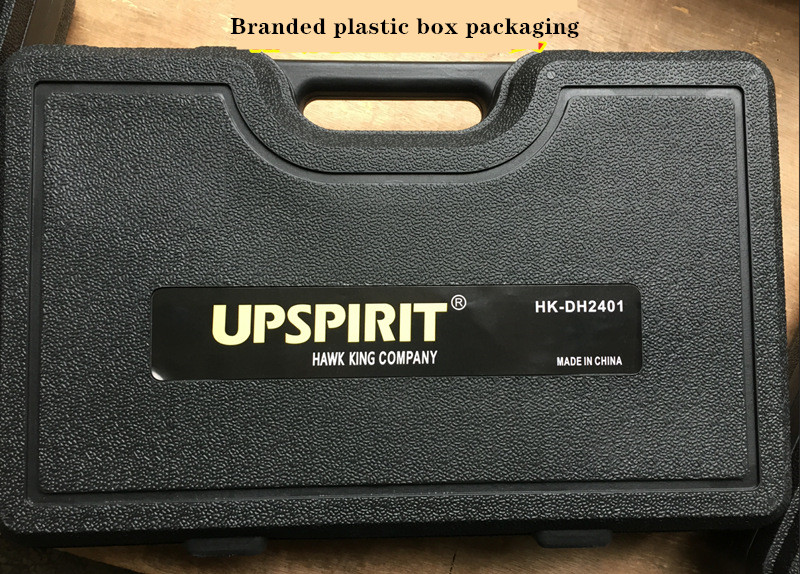 Branded plastic box packaging
UPSPIRIT® HK-DH2401
HAWK KING COMPANY MADE IN CHINA